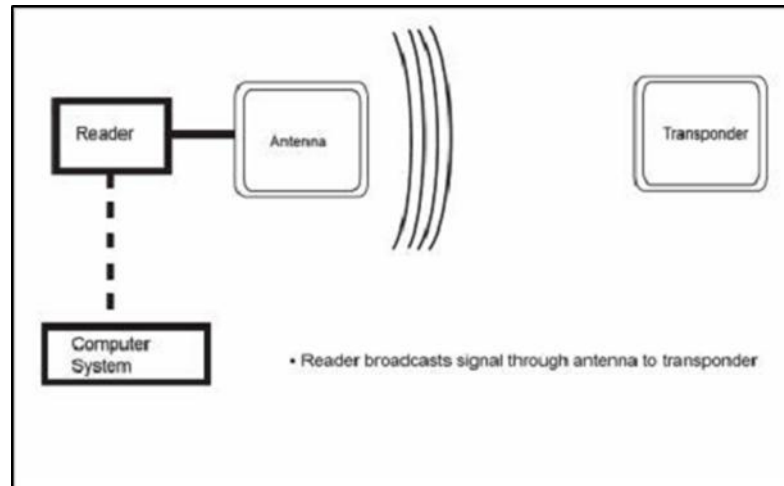 Reader
Antenna
Transponder
Computer
System
• Reader broadcasts signal through antenna to transponder